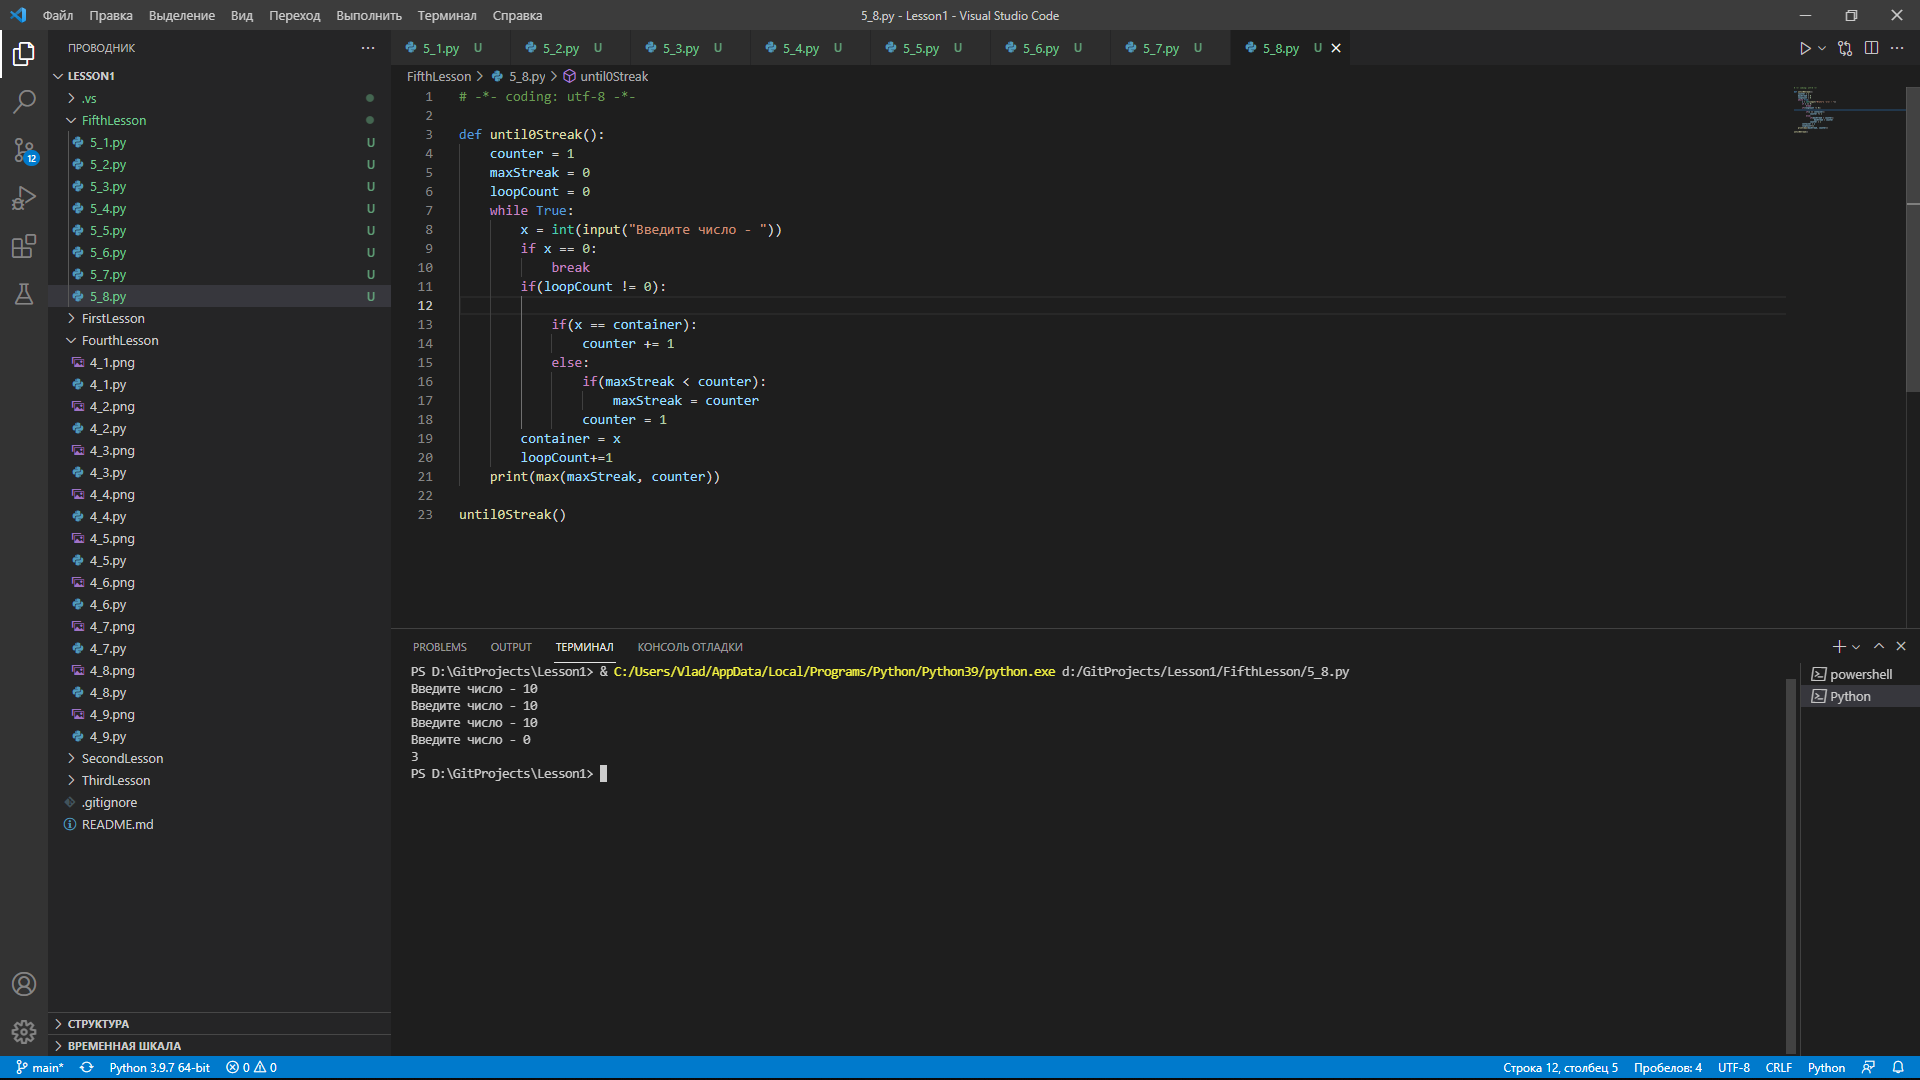 Файл Правка Выделение Вид Переход Выполнить Терминал Справка
5_8.py - Lesson1 - Visual Studio Code
ПРОВОДНИК
LESSON1
.vs
FifthLesson
5_1.py U
5_2.py U
5_3.py U
5_4.py U
5_5.py U
5_6.py U
5_7.py U
5_8.py U
FirstLesson
FourthLesson
4_1.png
4_1.py
4_2.png
4_2.py
4_3.png
4_3.py
4_4.png
4_4.py
4_5.png
4_5.py
4_6.png
4_6.py
4_7.png
4_7.py
4_8.png
4_8.py
4_9.png
4_9.py
SecondLesson
ThirdLesson
.gitignore
README.md
СТРУКТУРА
ВРЕМЕННАЯ ШКАЛА
12
5_1.py U 5_2.py U 5_3.py U 5_4.py U 5_5.py U 5_6.py U 5_7.py U 5_8.py U
FifthLesson > 5_8.py > until0Streak
1 # -*- coding: utf-8 -*-
2
3 def until0Streak():
4 counter = 1
5 maxStreak = 0
6 loopCount = 0
7 while True:
8 x = int(input("Введите число - "))
9 if x == 0:
10 break
11 if(loopCount != 0):
12
13 if(x == container):
14 counter += 1
15 else:
16 if(maxStreak < counter):
17 maxStreak = counter
18 counter = 1
19 container = x
20 loopCount+=1
21 print(max(maxStreak, counter))
22
23 until0Streak()
PROBLEMS OUTPUT ТЕРМИНАЛ КОНСОЛЬ ОТЛАДКИ
PS D:\GitProjects\Lesson1> & C:/Users/Vlad/AppData/Local/Programs/Python/Python39/python.exe d:/GitProjects/Lesson1/FifthLesson/5_8.py
Введите число - 10
Введите число - 10
Введите число - 10
Введите число - 0
3
PS D:\GitProjects\Lesson1>
powershell
Python
main* Python 3.9.7 64-bit 0 0
Строка 12, столбец 5 Пробелов: 4 UTF-8 CRLF Python